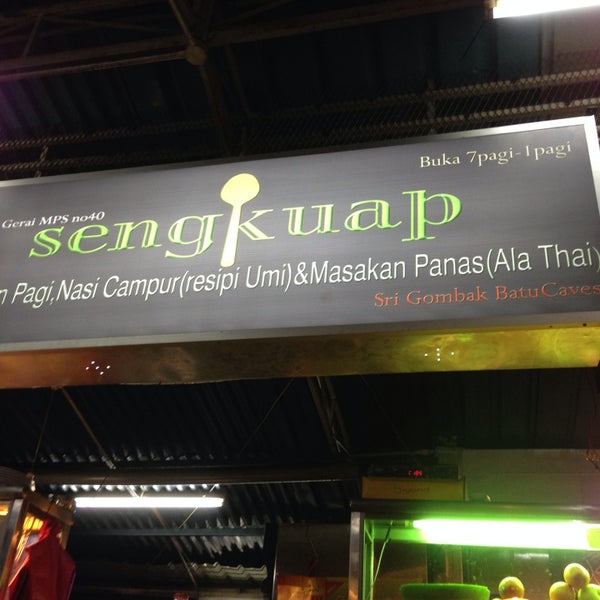 Buka 7pagi-1pagi
Gerai MPS no40
sengkuap
Pagi,Nasi Campur(resipi Umi)&Masakan Panas(Ala Thai)
Sri Gombak BatuCaves